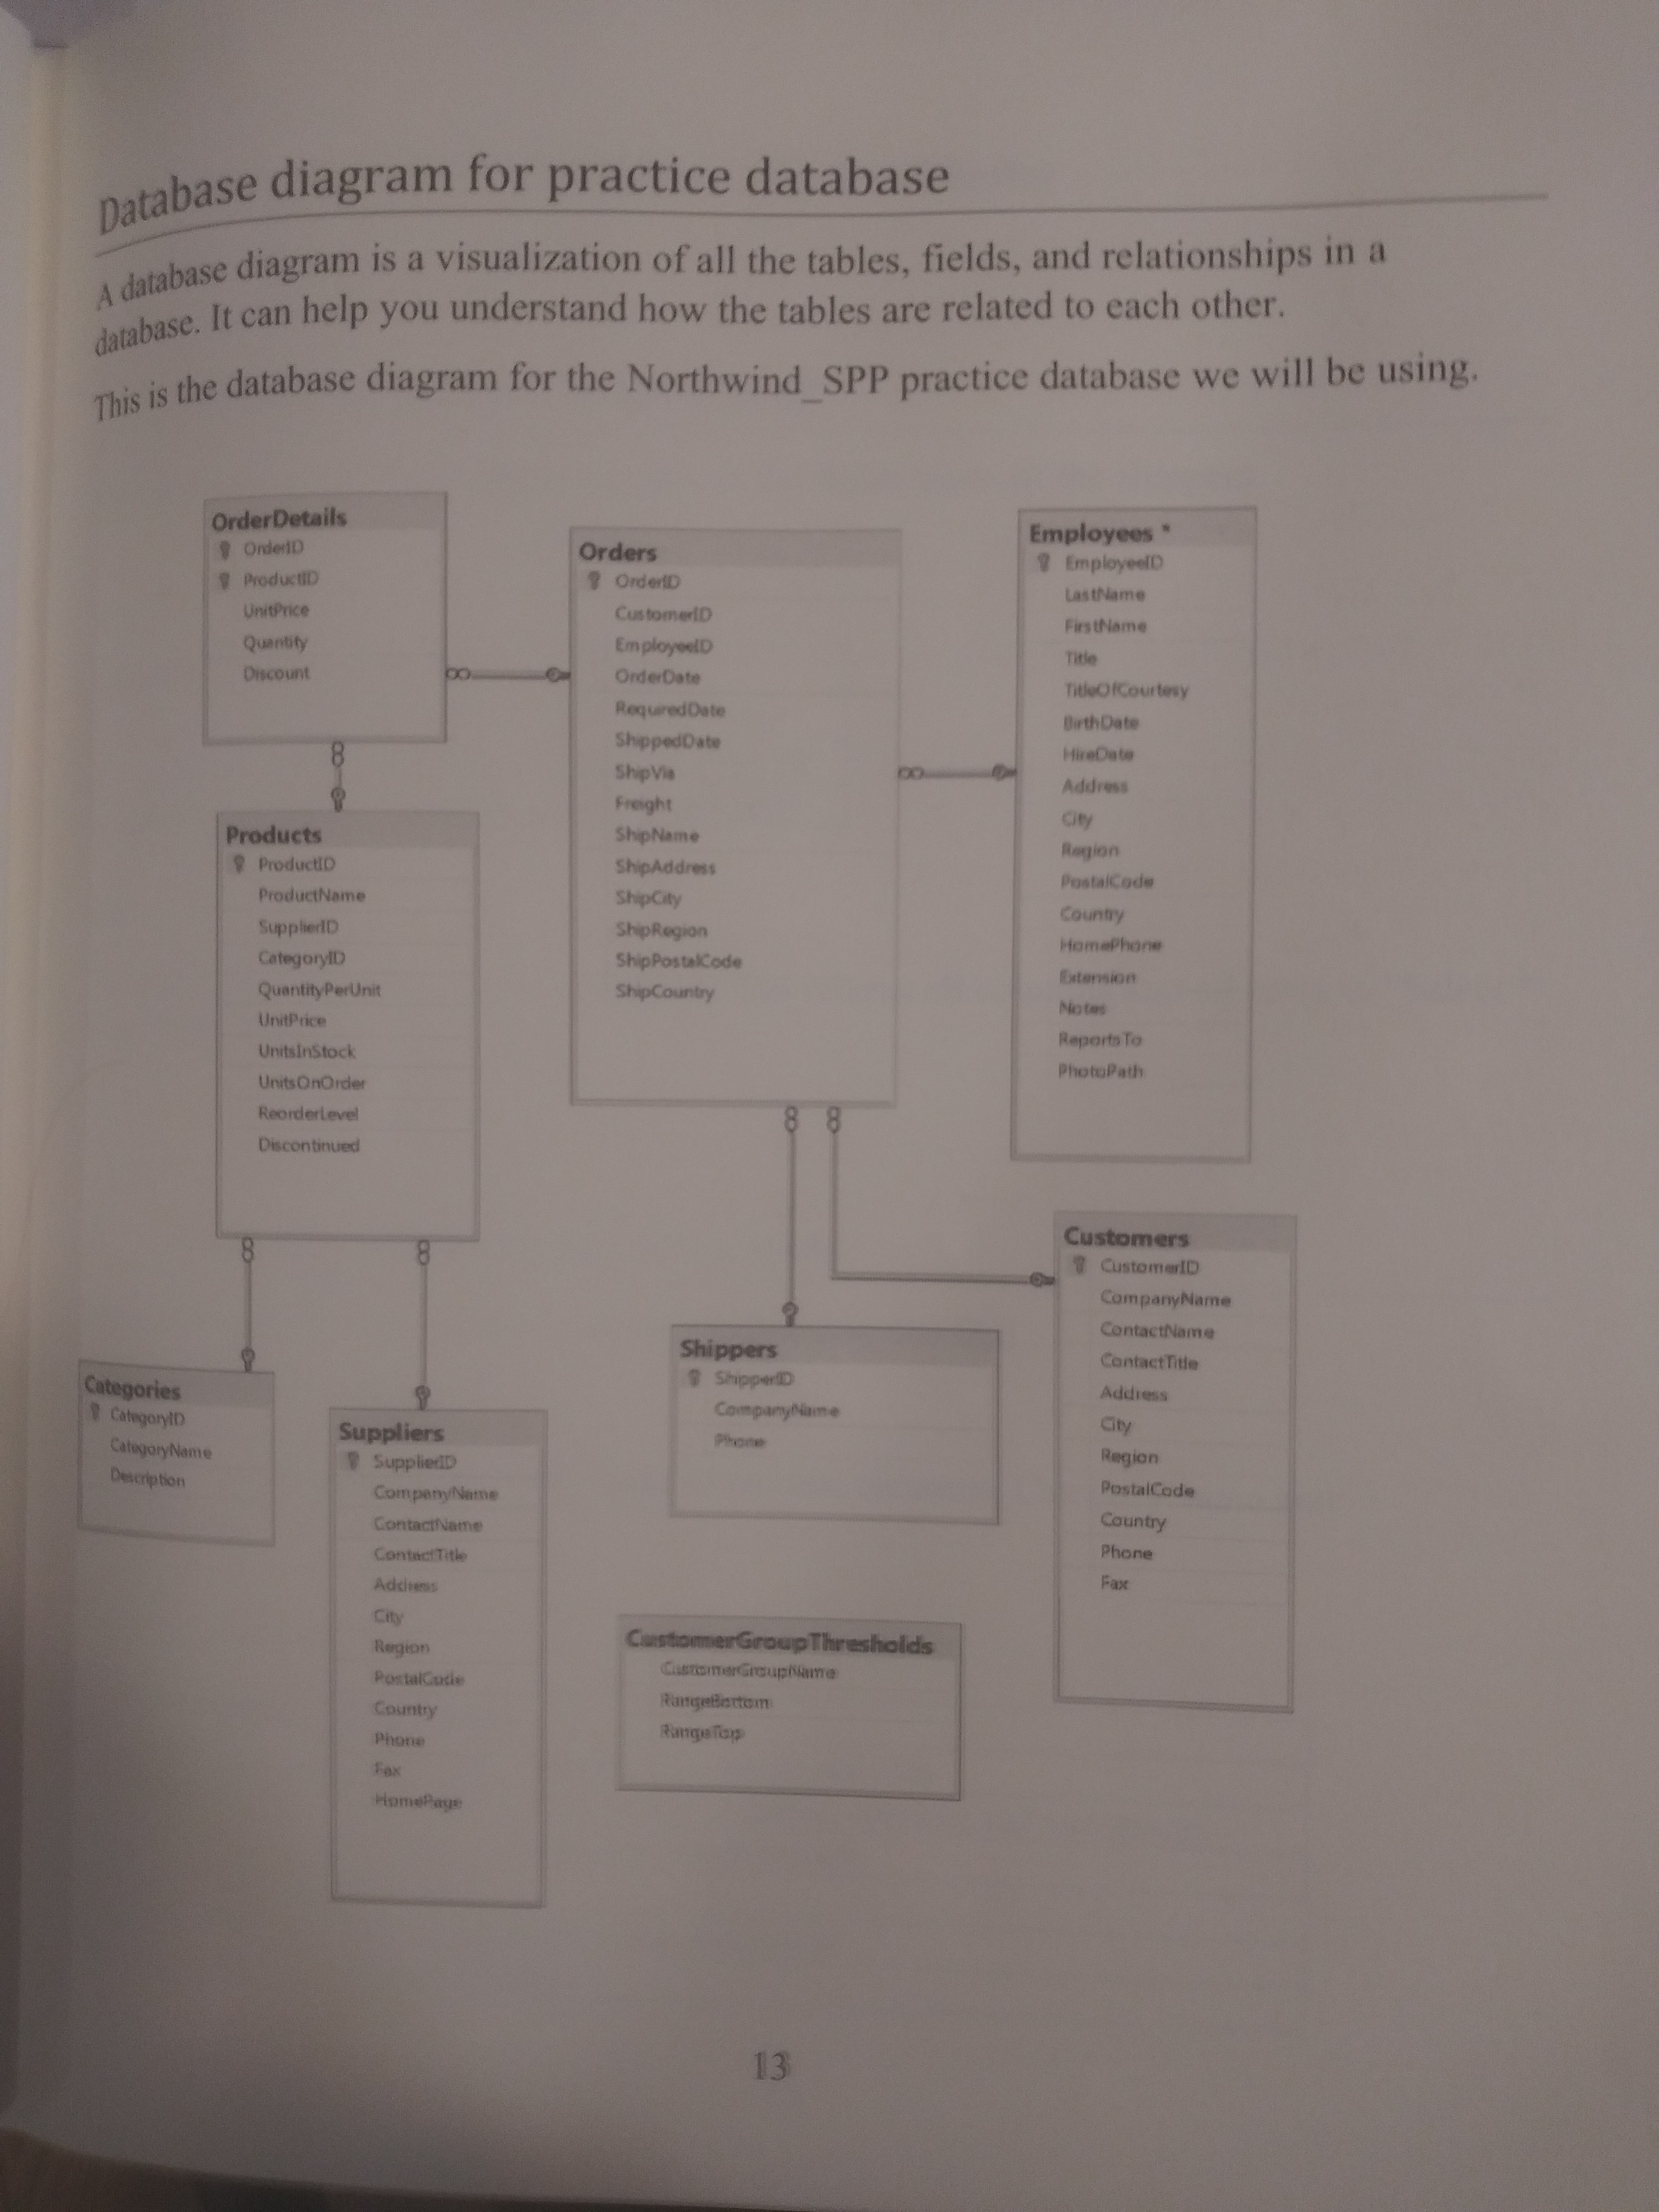 Database diagram for practice database
A database diagram is a visualization of all the tables, fields, and relationships in a
database. It can help you understand how the tables are related to each other.
This is the database diagram for the Northwind_SPP practice database we will be using.
OrderDetails
OrderID
ProductID
UnitPrice
Quantity
Discount
Orders
OrderID
CustomerID
EmployeeID
OrderDate
RequiredDate
ShippedDate
ShipVia
Freight
ShipName
ShipAddress
ShipCity
ShipRegion
ShipPostalCode
ShipCountry
Employees *
EmployeeID
LastName
FirstName
Title
TitleOfCourtesy
BirthDate
HireDate
Address
City
Region
PostalCode
Country
HomePhone
Extension
Notes
ReportsTo
PhotoPath
Products
ProductID
ProductName
SupplierID
CategoryID
QuantityPerUnit
UnitPrice
UnitsInStock
UnitsOnOrder
ReorderLevel
Discontinued
Categories
CategoryID
CategoryName
Description
Suppliers
SupplierID
CompanyName
ContactName
ContactTitle
Address
City
Region
PostalCode
Country
Phone
Fax
HomePage
Shippers
ShipperID
CompanyName
Phone
Customers
CustomerID
CompanyName
ContactName
ContactTitle
Address
City
Region
PostalCode
Country
Phone
Fax
CustomerGroupThresholds
CustomerGroupName
RangeBottom
RangeTop
13